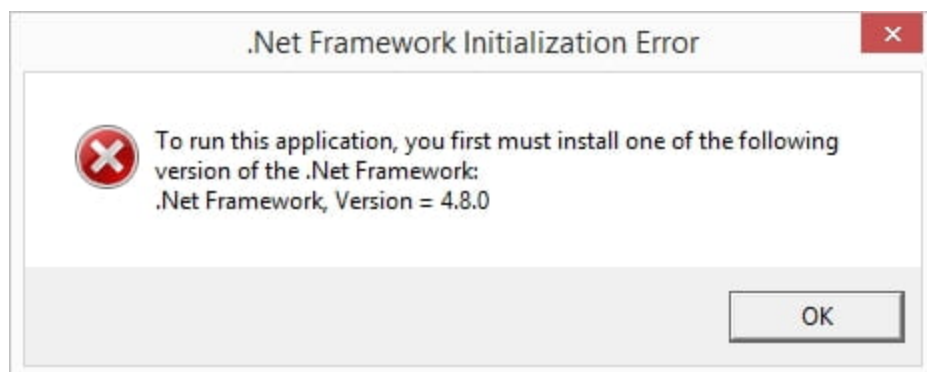 .Net Framework Initialization Error
To run this application, you first must install one of the following
version of the .Net Framework:
.Net Framework, Version = 4.8.0
OK